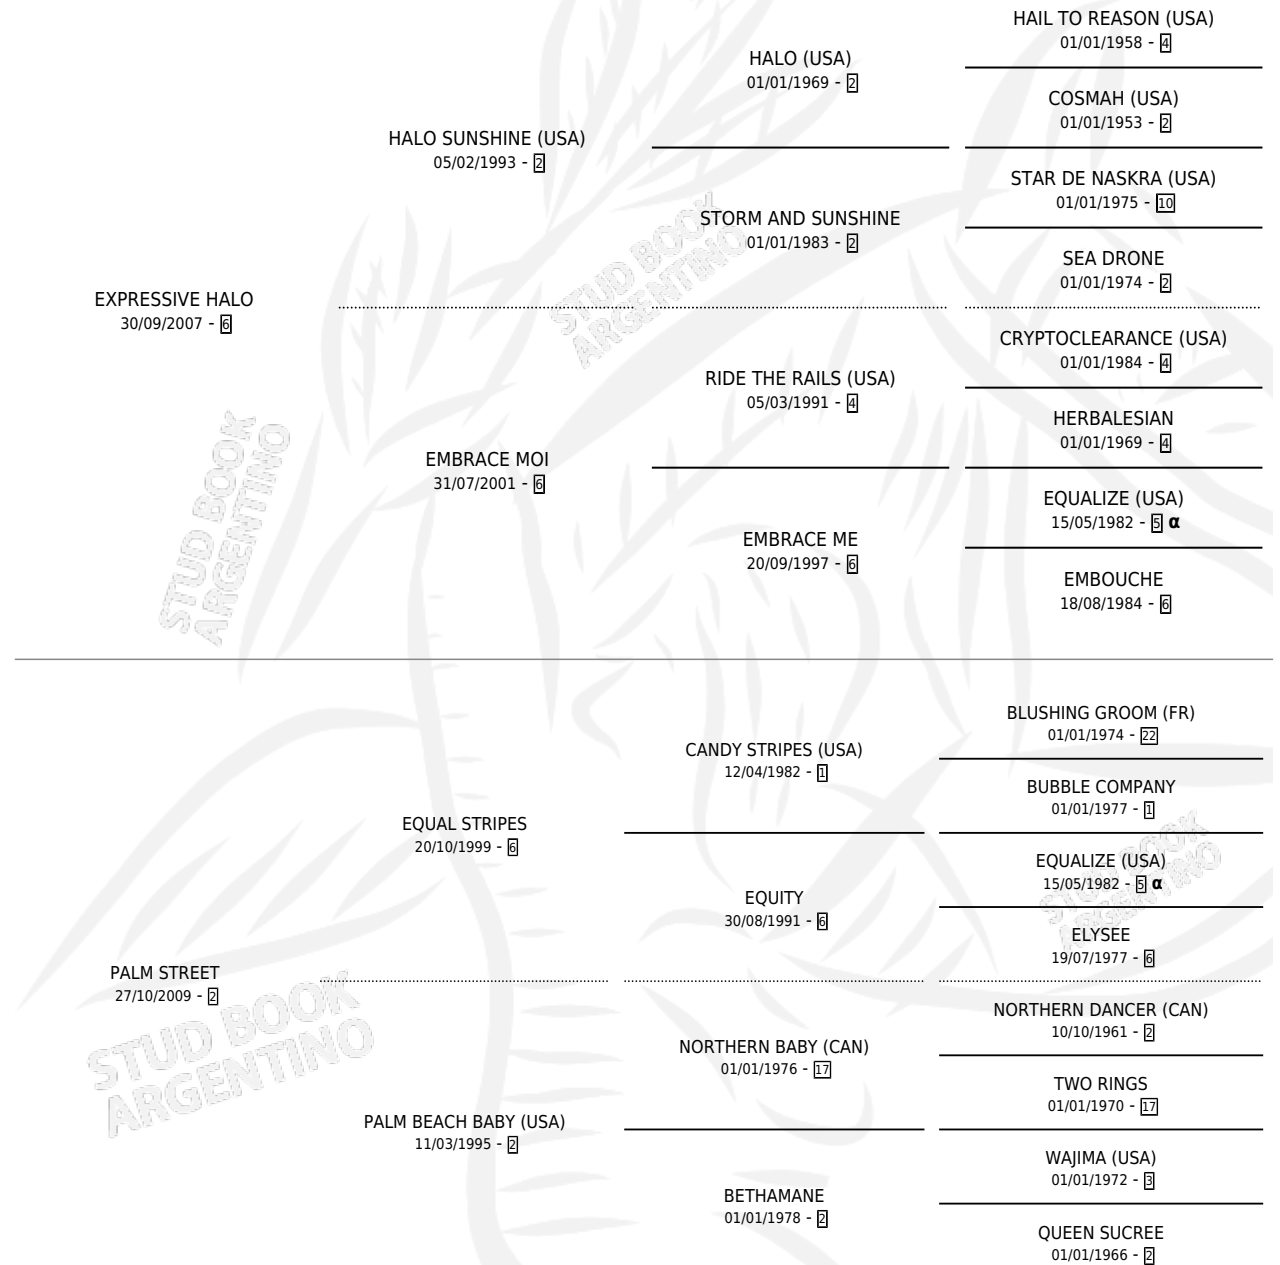 HAIL TO REASON (USA)
01/01/1958 - 4
HALO (USA)
01/01/1969 - 2
COSMAH (USA)
01/01/1953 - 2
HALO SUNSHINE (USA)
05/02/1993 - 2
STAR DE NASKRA (USA)
01/01/1975 - 10
STORM AND SUNSHINE
01/01/1983 - 2
SEA DRONE
01/01/1974 - 2
EXPRESSIVE HALO
30/09/2007 - 6
CRYPTOCLEARANCE (USA)
01/01/1984 - 4
RIDE THE RAILS (USA)
05/03/1991 - 4
HERBALESIAN
01/01/1969 - 4
EMBRACE MOI
31/07/2001 - 6
EQUALIZE (USA)
15/05/1982 - 5 α
EMBRACE ME
20/09/1997 - 6
EMBOUCHE
18/08/1984 - 6
BLUSHING GROOM (FR)
01/01/1974 - 22
CANDY STRIPES (USA)
12/04/1982 - 1
BUBBLE COMPANY
01/01/1977 - 1
EQUAL STRIPES
20/10/1999 - 6
EQUALIZE (USA)
15/05/1982 - 5 α
EQUITY
30/08/1991 - 6
ELYSEE
19/07/1977 - 6
PALM STREET
27/10/2009 - 2
NORTHERN DANCER (CAN)
10/10/1961 - 2
NORTHERN BABY (CAN)
01/01/1976 - 17
TWO RINGS
01/01/1970 - 17
PALM BEACH BABY (USA)
11/03/1995 - 2
WAJIMA (USA)
01/01/1972 - 3
BETHAMANE
01/01/1978 - 2
QUEEN SUCREE
01/01/1966 - 2
STUD BOOK
ARGENTINO
STUD BOOK
ARGENTINO
STUD BOOK
ARGENTINO
STUD BOOK
ARGENTINO